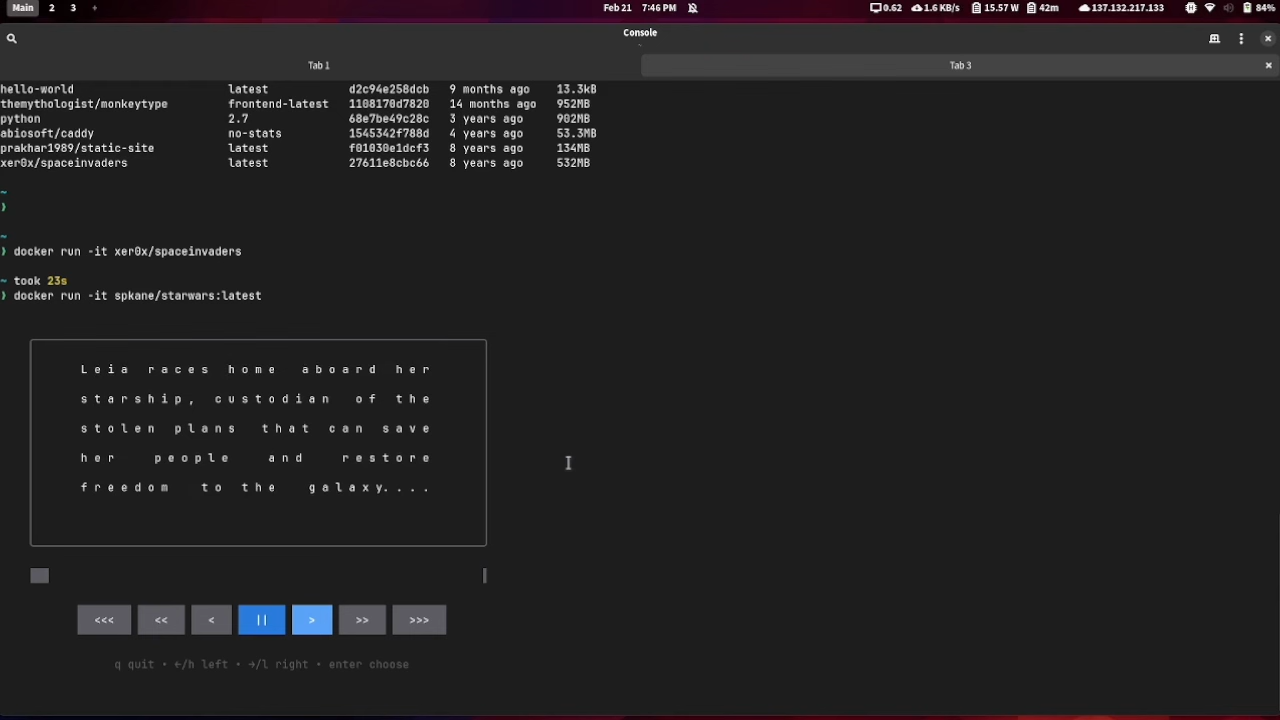 Main 2 3 + Feb 21 7:46 PM 0.62 1.6 KB/s 15.57 W 42m 137.132.217.133 84%
Console
Tab 1 Tab 3
hello-world latest d2c94e258dcb 9 months ago 13.3kB
themythologist/monkeytype frontend-latest 1108170d7820 14 months ago 952MB
python 2.7 68e7be49c28c 3 years ago 902MB
abiosoft/caddy no-stats 1545342f788d 4 years ago 53.3MB
prakhar1989/static-site latest f01030e1dcf3 8 years ago 134MB
xer0x/spaceinvaders latest 27611e8cbc66 8 years ago 532MB
~
❯
~
❯ docker run -it xer0x/spaceinvaders
~ took 23s
❯ docker run -it spkane/starwars:latest
Leia races home aboard her
starship, custodian of the
stolen plans that can save
her people and restore
freedom to the galaxy....
<<< << < || > >> >>>
q quit • ←/h left • →/l right • enter choose